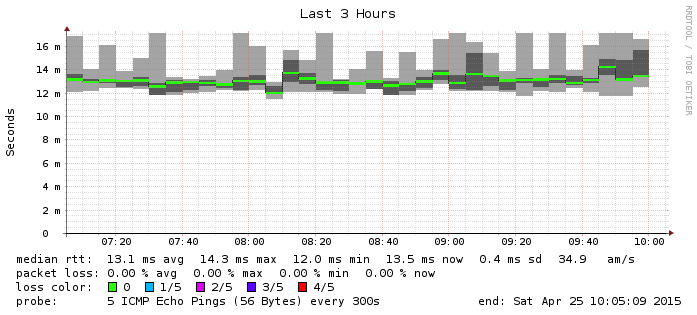 Last 3 Hours
RRDTOOL / TOBI OETIKER
Seconds
16 m
14 m
12 m
10 m
8 m
6 m
4 m
2 m
0
07:20 07:40 08:00 08:20 08:40 09:00 09:20 09:40 10:00
median rtt: 13.1 ms avg 14.3 ms max 12.0 ms min 13.5 ms now 0.4 ms sd 34.9 am/s
packet loss: 0.00 % avg 0.00 % max 0.00 % min 0.00 % now
loss color: 0 1/5 2/5 3/5 4/5
probe: 5 ICMP Echo Pings (56 Bytes) every 300s end: Sat Apr 25 10:05:09 2015